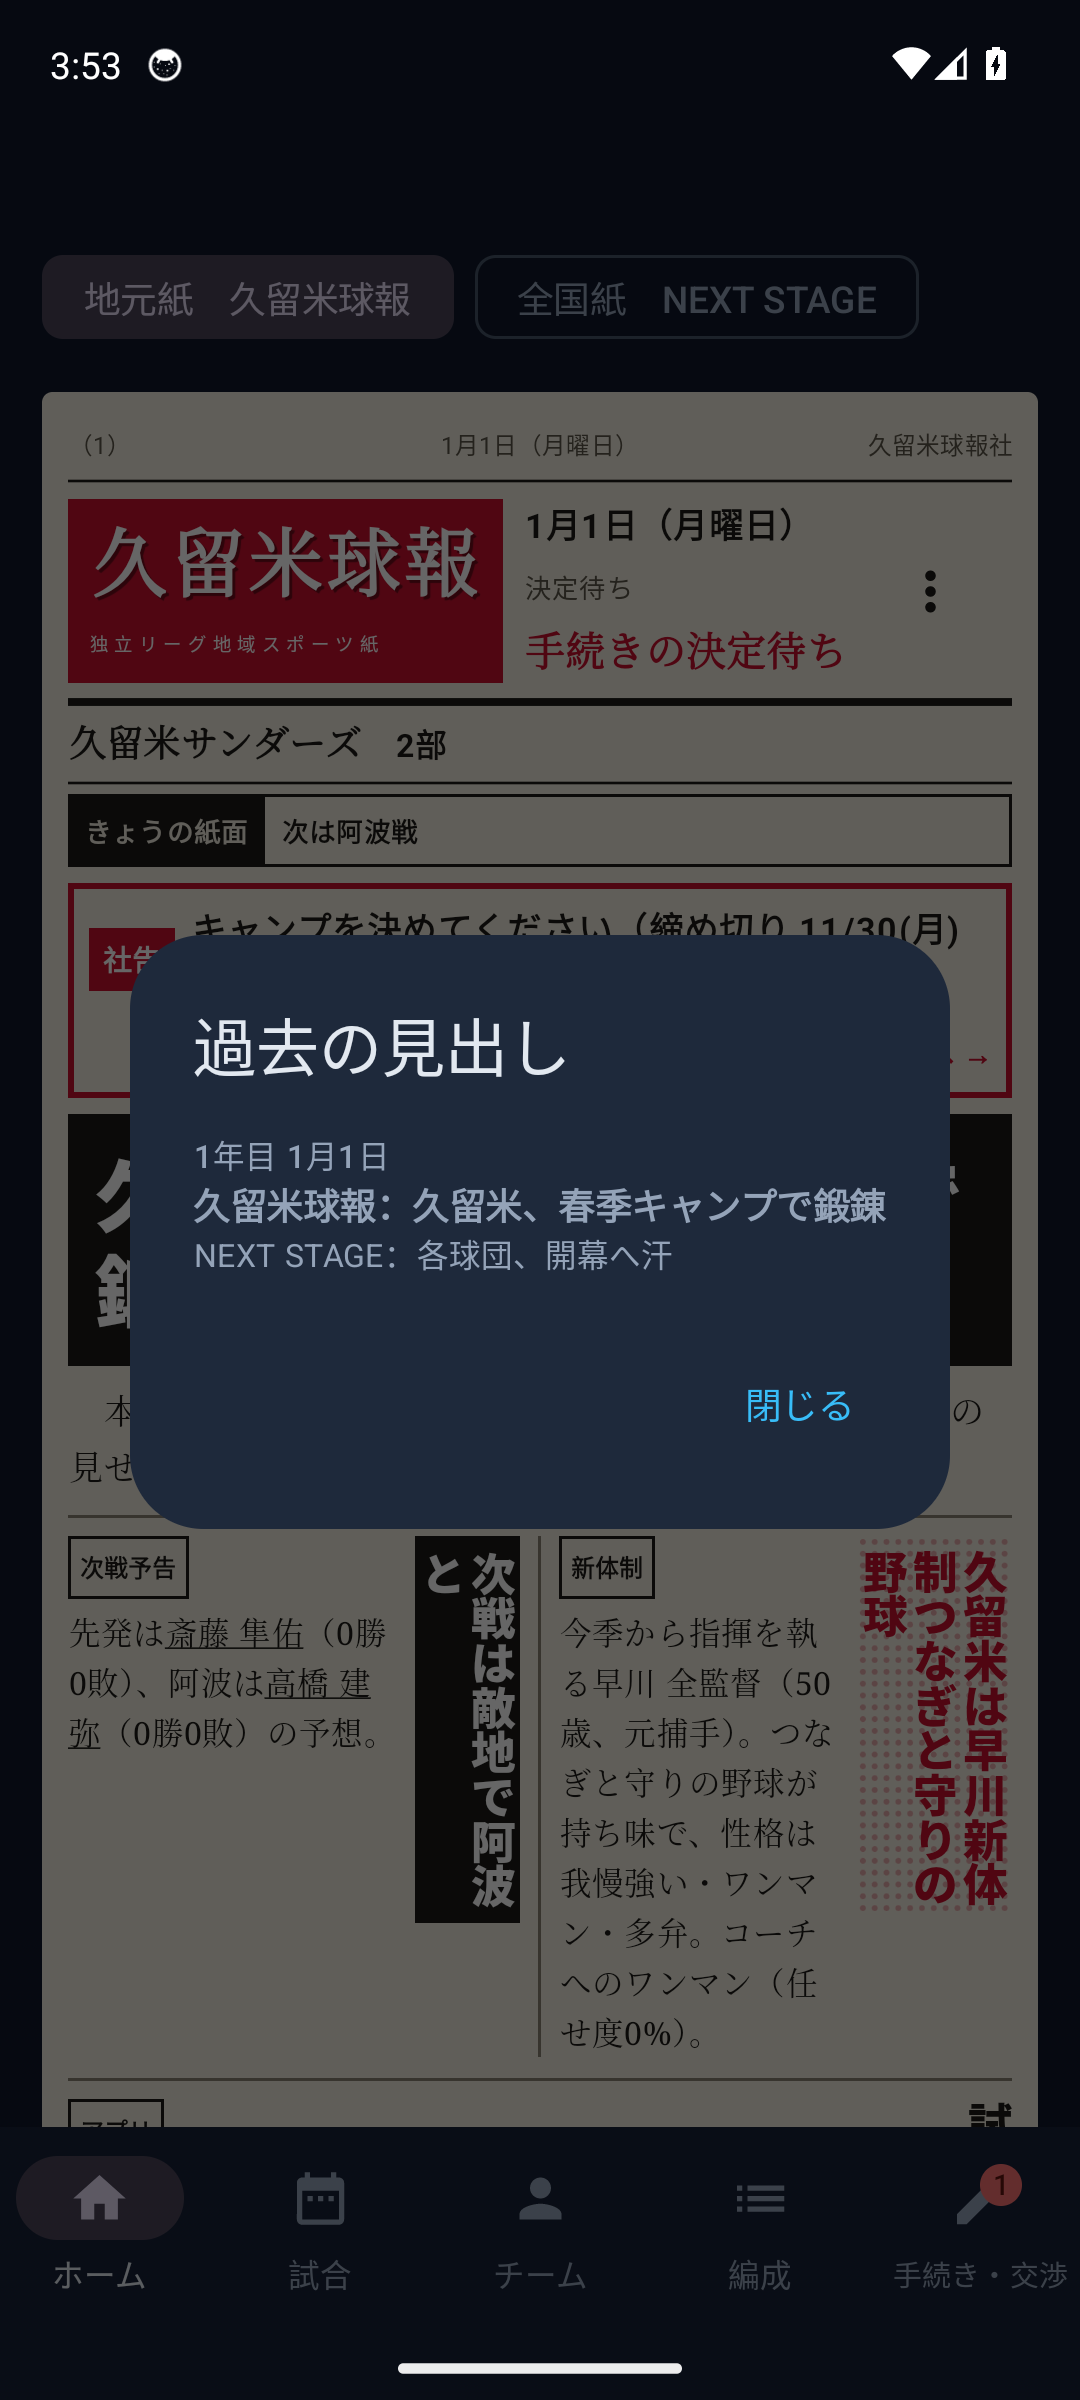 3:53
地元紙　久留米球報
全国紙　NEXT STAGE
（1）
1月1日（月曜日）
久留米球報社
久留米球報
独立リーグ地域スポーツ紙
1月1日（月曜日）
決定待ち
手続きの決定待ち
久留米サンダーズ　2部
きょうの紙面
次は阿波戦
社告
キャンプを決めてください（締め切り 11/30(月)
→
過去の見出し
1年目 1月1日
久留米球報：久留米、春季キャンプで鍛錬
NEXT STAGE：各球団、開幕へ汗
閉じる
本
の
見せ
次戦予告
次戦は敵地で阿波
と
先発は斎藤 隼佑（0勝
0敗）、阿波は高橋 建
弥（0勝0敗）の予想。
新体制
久留米は早川新体
制つなぎと守りの
野球
今季から指揮を執
る早川 全監督（50
歳、元捕手）。つな
ぎと守りの野球が
持ち味で、性格は
我慢強い・ワンマ
ン・多弁。コーチ
へのワンマン（任
せ度0%）。
アプリ
試
1
ホーム
試合
チーム
編成
手続き・交渉